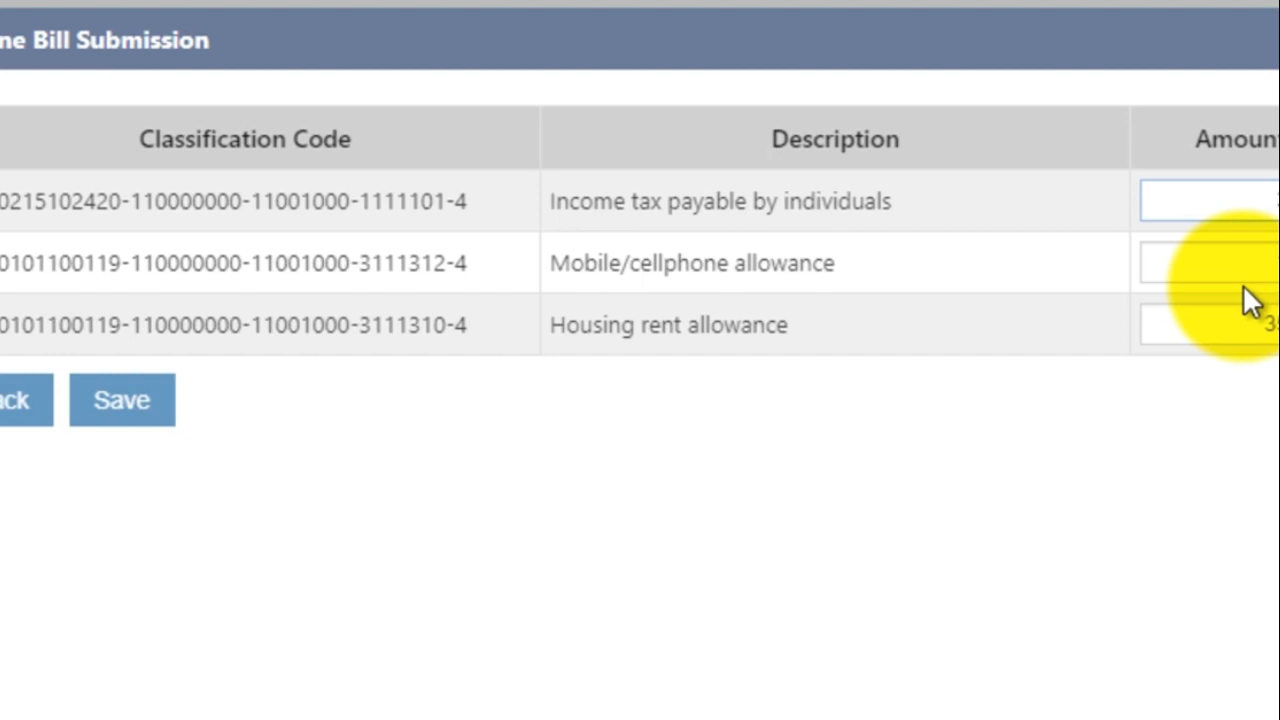 ne Bill Submission
Classification Code Description Amoun
0215102420-110000000-11001000-1111101-4 Income tax payable by individuals
0101100119-110000000-11001000-3111312-4 Mobile/cellphone allowance
0101100119-110000000-11001000-3111310-4 Housing rent allowance
ack Save